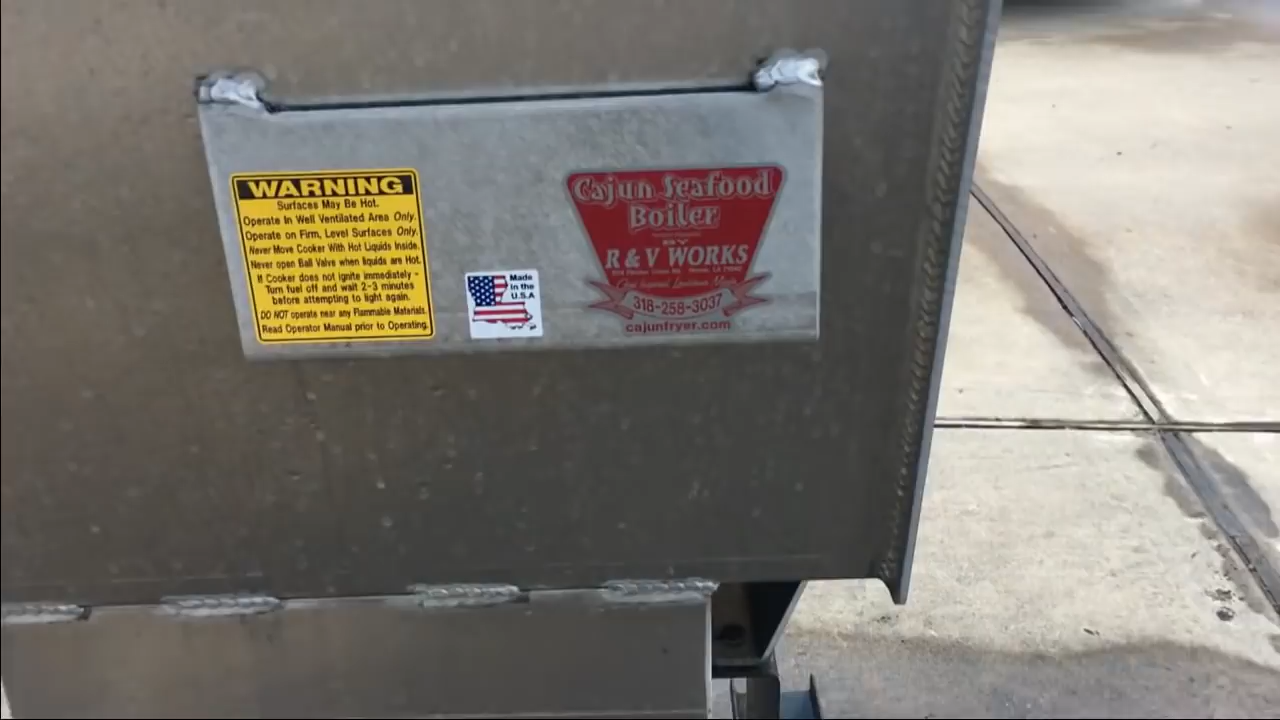 WARNING
Surfaces May Be Hot.
Operate In Well Ventilated Area Only.
Operate on Firm, Level Surfaces Only.
Never Move Cooker With Hot Liquids Inside.
Never open Ball Valve when liquids are Hot.
If Cooker does not ignite immediately -
Turn fuel off and wait 2-3 minutes
before attempting to light again.
DO NOT operate near any Flammable Materials.
Read Operator Manual prior to Operating.
Made
in the
U.S.A
Cajun Seafood
Boiler
BY
R & V WORKS
318-258-3037
cajunfryer.com